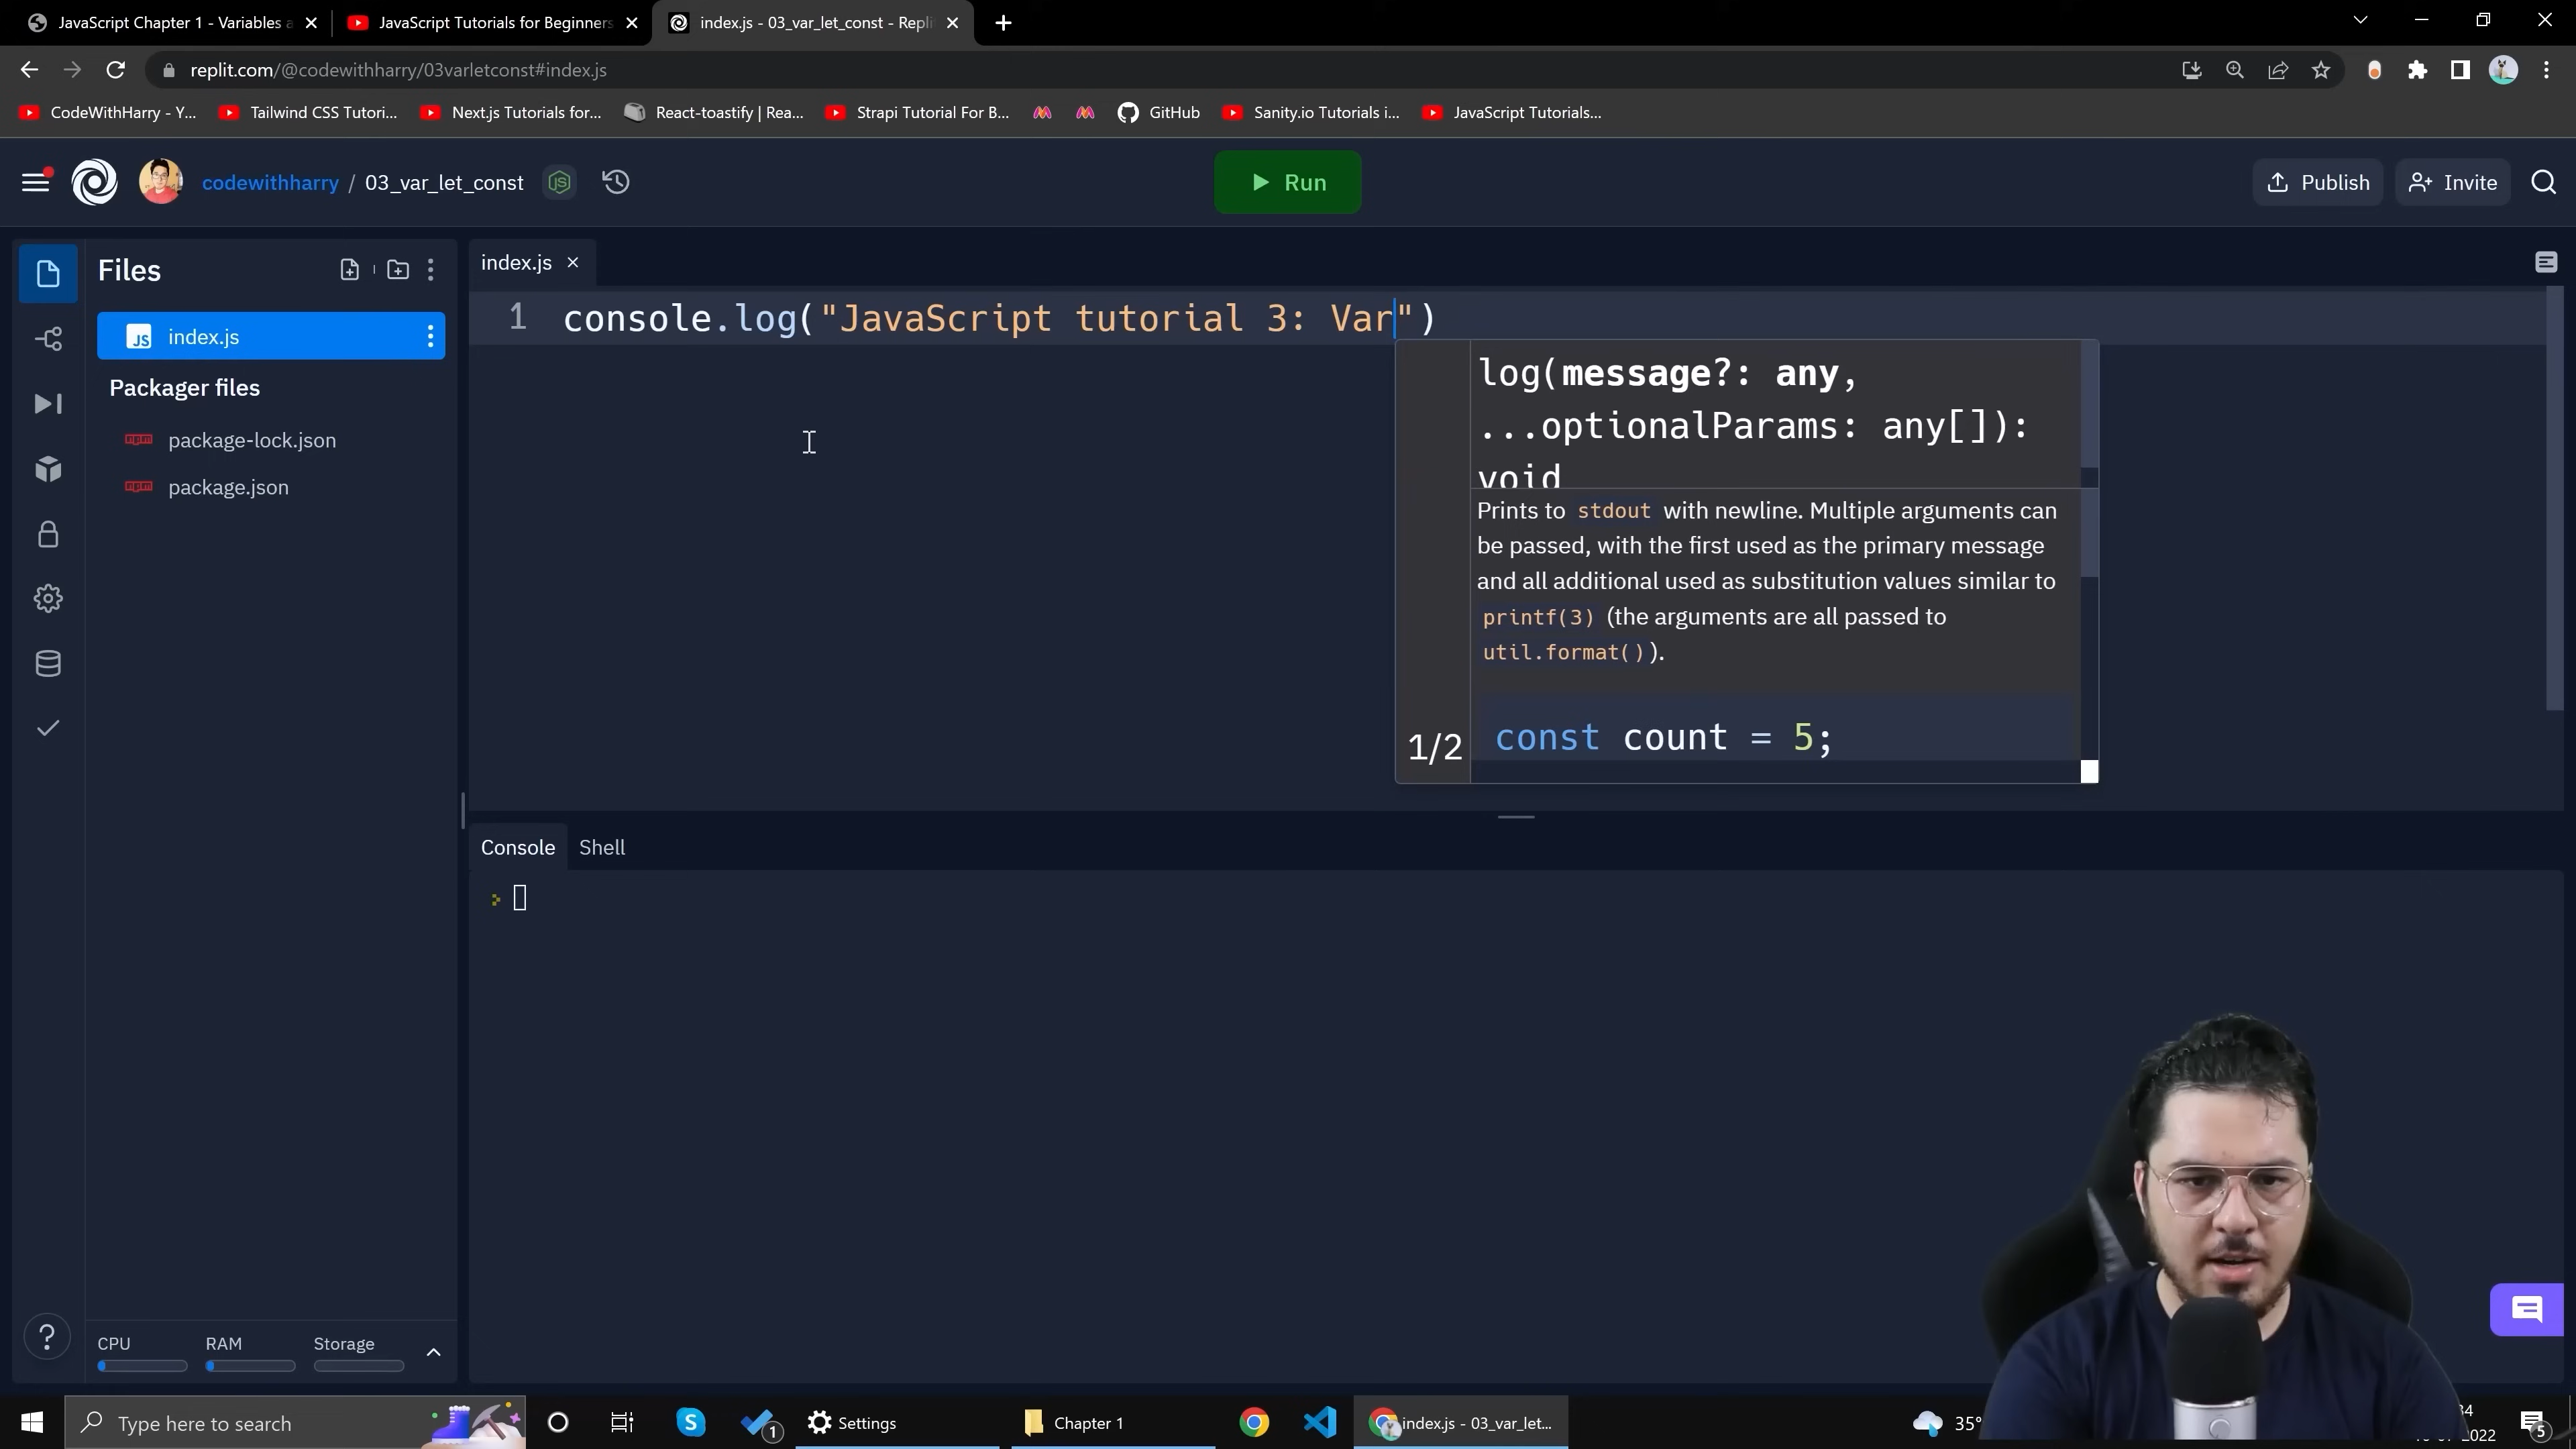 JavaScript Chapter 1 - Variables a
JavaScript Tutorials for Beginners
index.js - 03_var_let_const - Repli
replit.com/@codewithharry/03varletconst#index.js
CodeWithHarry - Y...
Tailwind CSS Tutori...
Next.js Tutorials for...
React-toastify | Rea...
Strapi Tutorial For B...
GitHub
Sanity.io Tutorials i...
JavaScript Tutorials...
codewithharry / 03_var_let_const
Run
Publish
Invite
Files
index.js
Packager files
package-lock.json
package.json
index.js
1 console.log("JavaScript tutorial 3: Var")
log(message?: any,
...optionalParams: any[]):
void
Prints to stdout with newline. Multiple arguments can
be passed, with the first used as the primary message
and all additional used as substitution values similar to
printf(3) (the arguments are all passed to
util.format()).
const count = 5;
1/2
Console
Shell
CPU
RAM
Storage
Type here to search
1
Settings
Chapter 1
index.js - 03_var_let...
35°
5